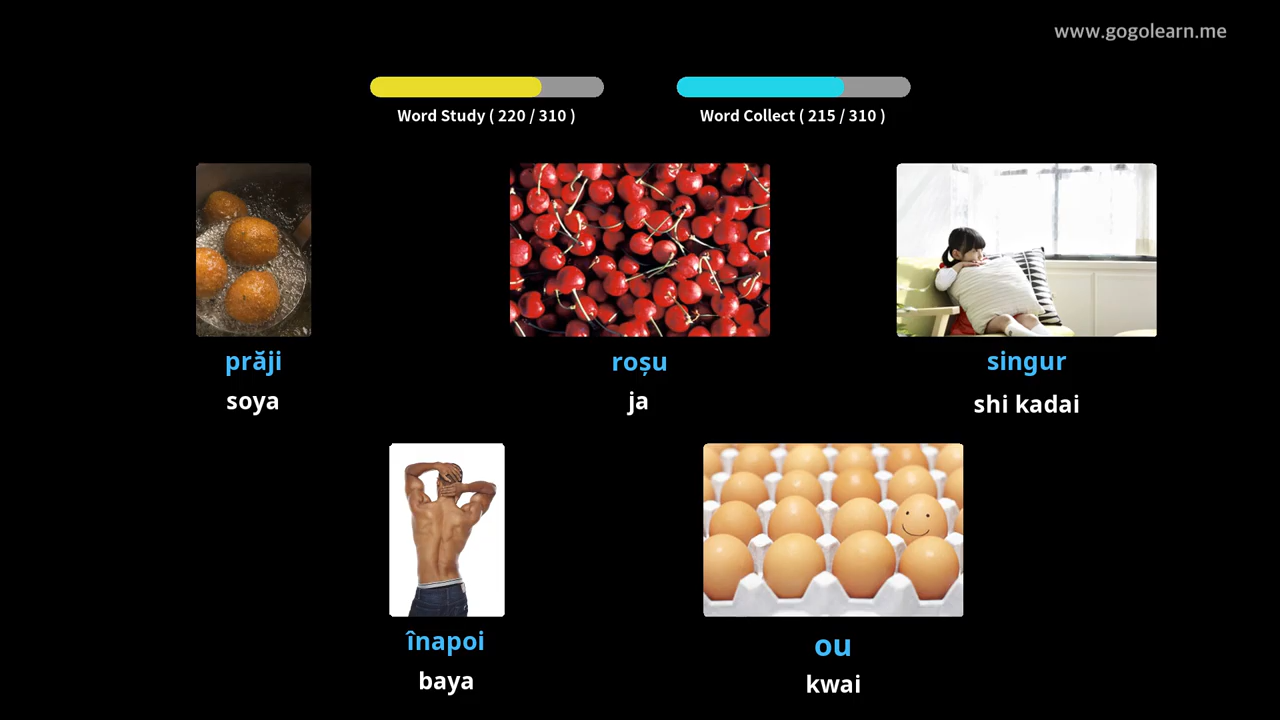 www.gogolearn.me
Word Study ( 220 / 310 )
Word Collect ( 215 / 310 )
prăji
soya
roșu
ja
singur
shi kadai
înapoi
baya
ou
kwai